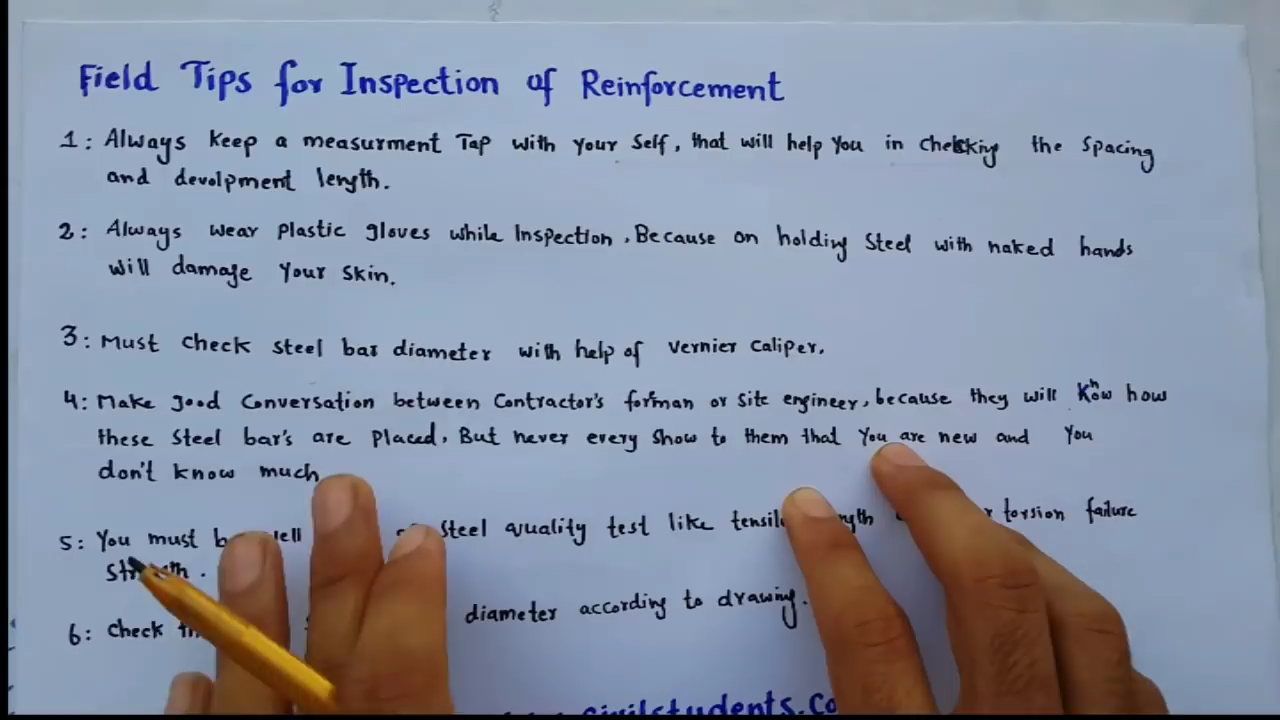 Field Tips for Inspection of Reinforcement
1: Always keep a measurment Tap with your self, that will help you in checking the spacing
and devolpment length.
2: Always wear plastic gloves while Inspection, Because on holding steel with naked hands
will damage your skin.
3: Must check steel bar diameter with help of vernier caliper.
4: Make good conversation between contractor's forman or site engineer, because they will know how
these steel bar's are placed. But never every show to them that you are new and you
don't know much
5: You must steel quality test like torsion failure
6: Check diameter according to drawing.